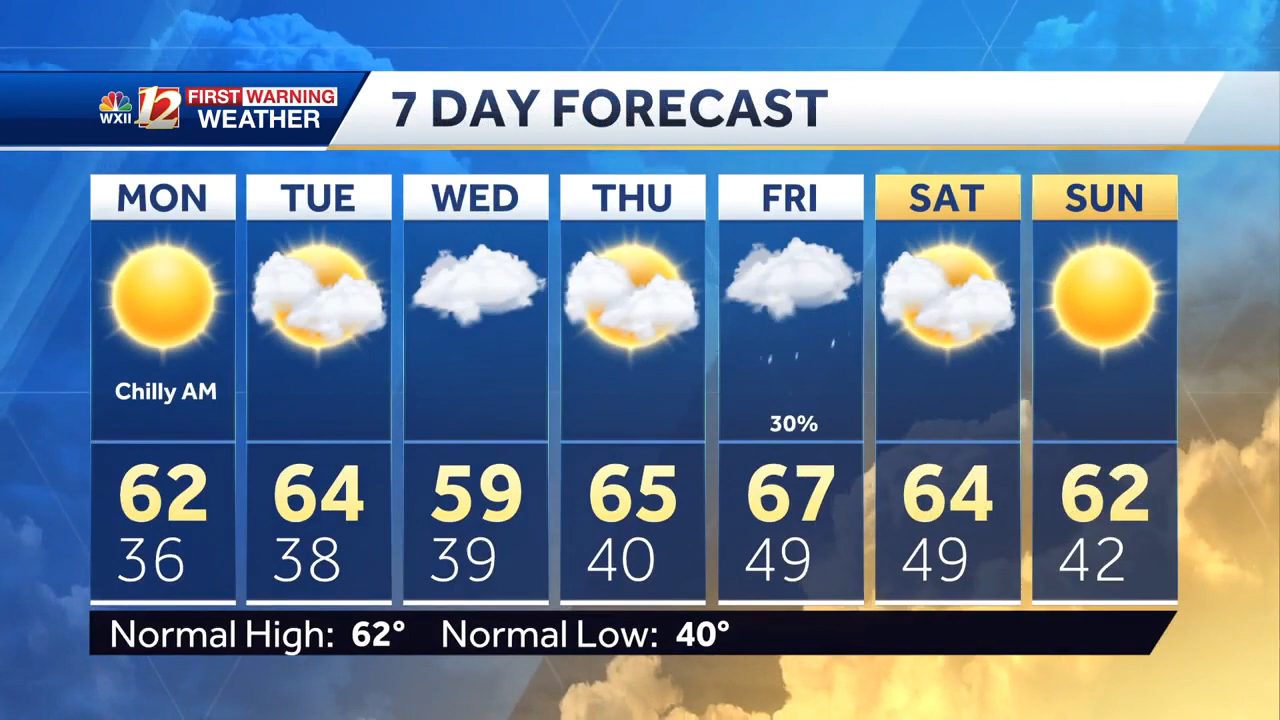 WXII 12 FIRST WARNING WEATHER
7 DAY FORECAST
MON TUE WED THU FRI SAT SUN
Chilly AM
30%
62 64 59 65 67 64 62
36 38 39 40 49 49 42
Normal High: 62° Normal Low: 40°